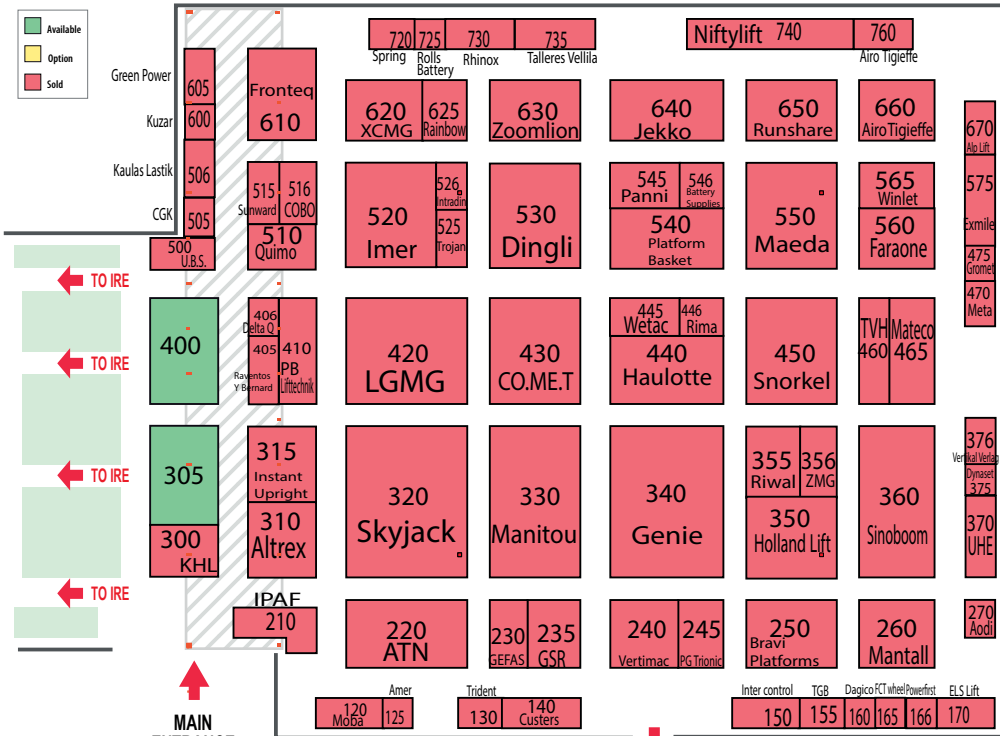 Available
Option
Sold
Green Power
605
Kuzar
600
Kaulas Lastik
506
CGK
505
500
U.B.S.
TO IRE
TO IRE
TO IRE
TO IRE
Fronteq
610
515
Sunward
516
COBO
510
Quimo
400
406
Delta Q
405
Raventos
Y Bernard
410
PB
Lifttechnik
305
300
KHL
315
Instant
Upright
310
Altrex
IPAF
210
MAIN
720
Spring
725
Rolls
Battery
730
Rhinox
735
Talleres Vellila
Niftylift 740
760
Airo Tigieffe
620
XCMG
625
Rainbow
630
Zoomlion
640
Jekko
650
Runshare
660
AiroTigieffe
670
Alp Lift
520
Imer
526
Intradin
525
Trojan
530
Dingli
545
Panni
546
Battery
Supplies
540
Platform
Basket
550
Maeda
565
Winlet
560
Faraone
575
Exmile
475
Gromet
470
Meta
420
LGMG
430
CO.ME.T
445
Wetac
446
Rima
440
Haulotte
450
Snorkel
TVH
460
Mateco
465
320
Skyjack
330
Manitou
340
Genie
355
Riwal
356
ZMG
350
Holland Lift
360
Sinoboom
376
Vertikal Verlag
Dynaset
375
370
UHE
220
ATN
230
GEFAS
235
GSR
240
Vertimac
245
PG Trionic
250
Bravi
Platforms
260
Mantall
270
Aodi
120
Moba
Amer
125
Trident
130
140
Custers
Inter control
150
TGB
155
Dagico
160
FCT wheel
165
Powerfirst
166
ELS Lift
170